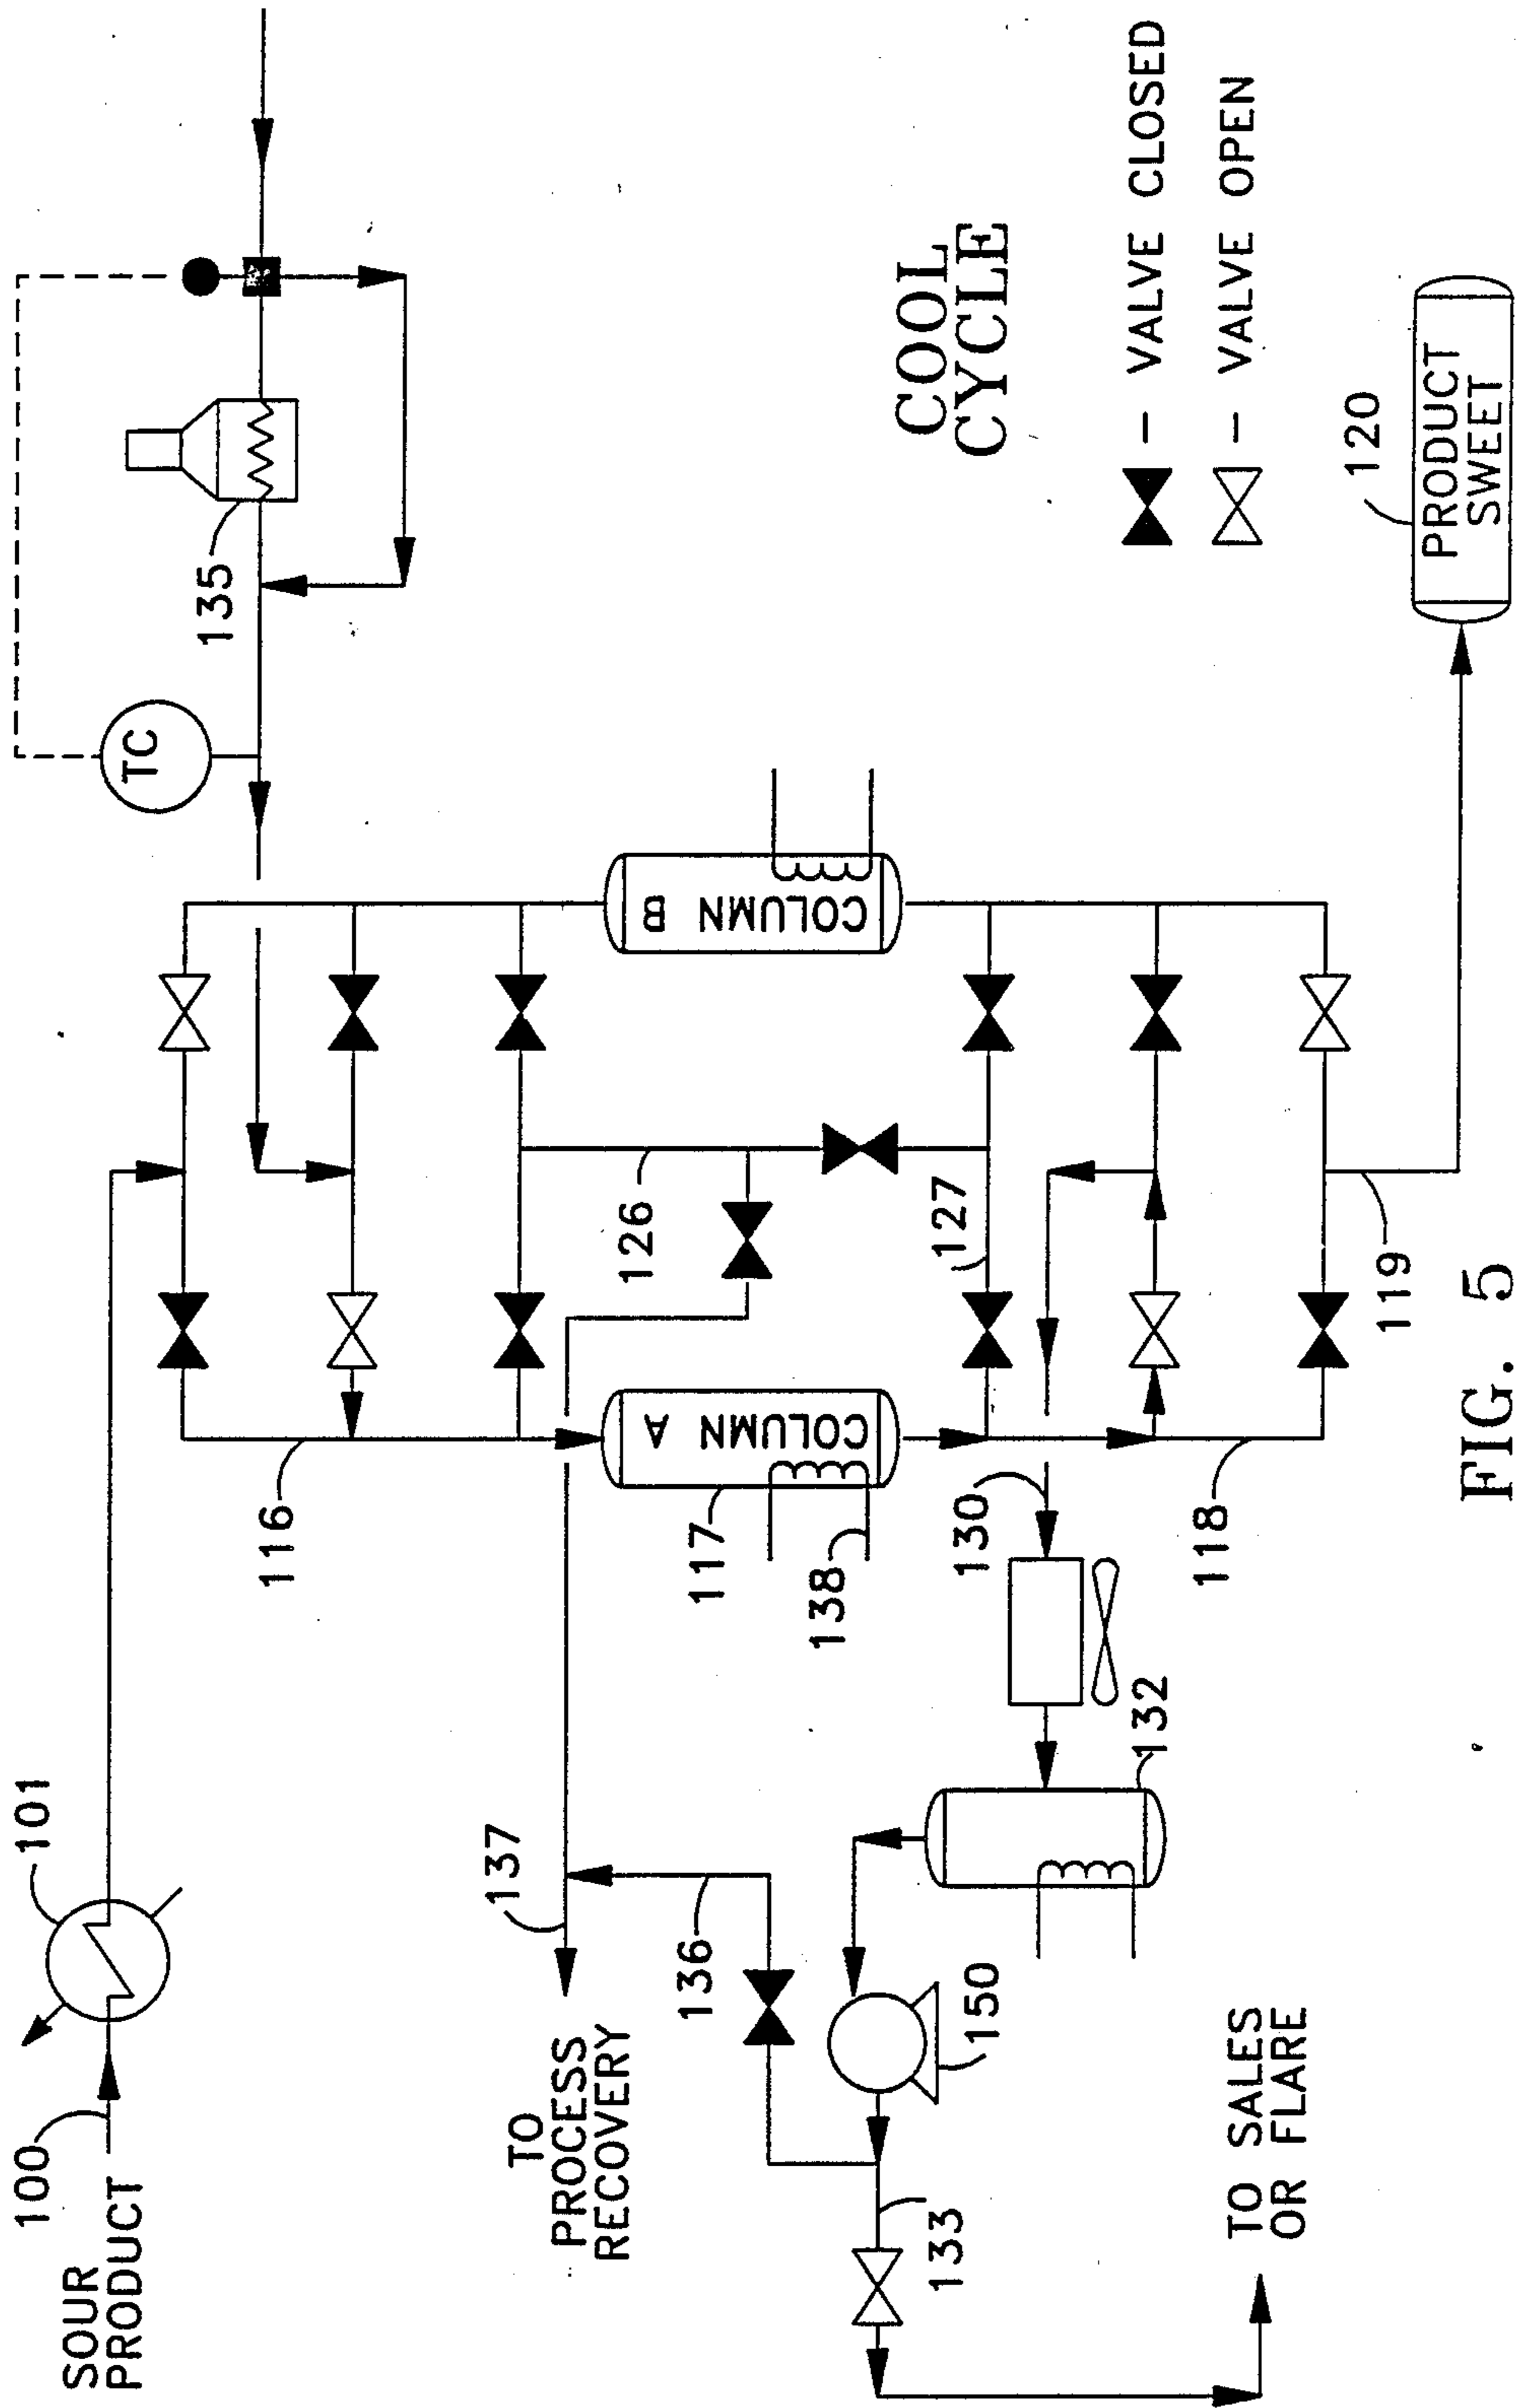 100
SOUR
PRODUCT
101
116
TC
135
137
TO
PROCESS
RECOVERY
136
117
COLUMN A
138
126
COLUMN B
127
130
132
150
133
118
119
TO SALES
OR FLARE
COOL
CYCLE
– VALVE CLOSED
– VALVE OPEN
120
PRODUCT
SWEET
FIG. 5